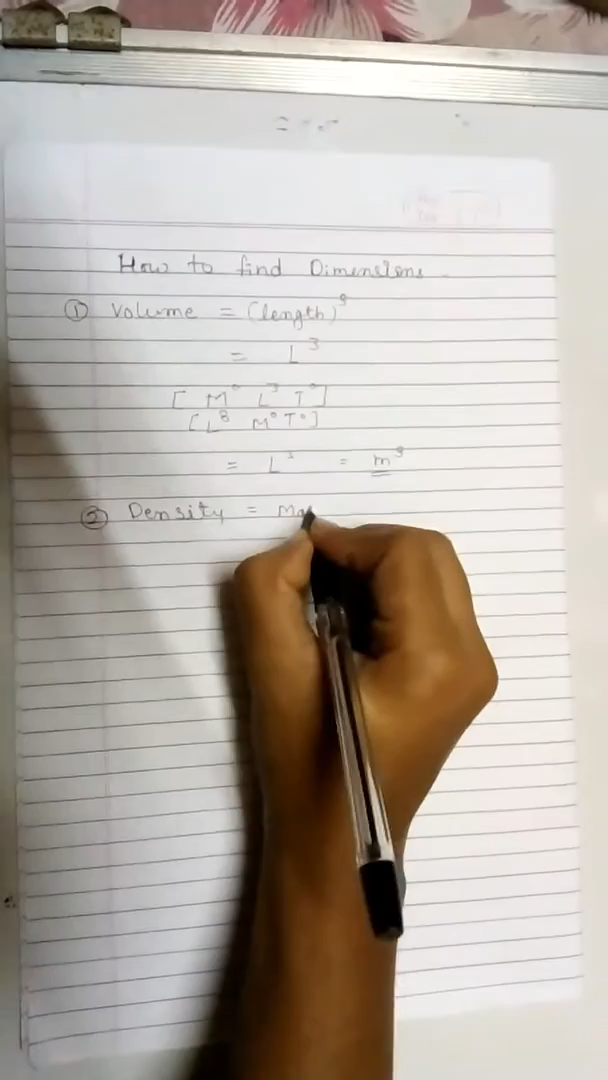 How to find Dimensions
① Volume = (length)³
= L³
[ M⁰ L³ T⁰ ]
[ L³ M⁰ T⁰ ]
= L³ = m³
② Density = Ma